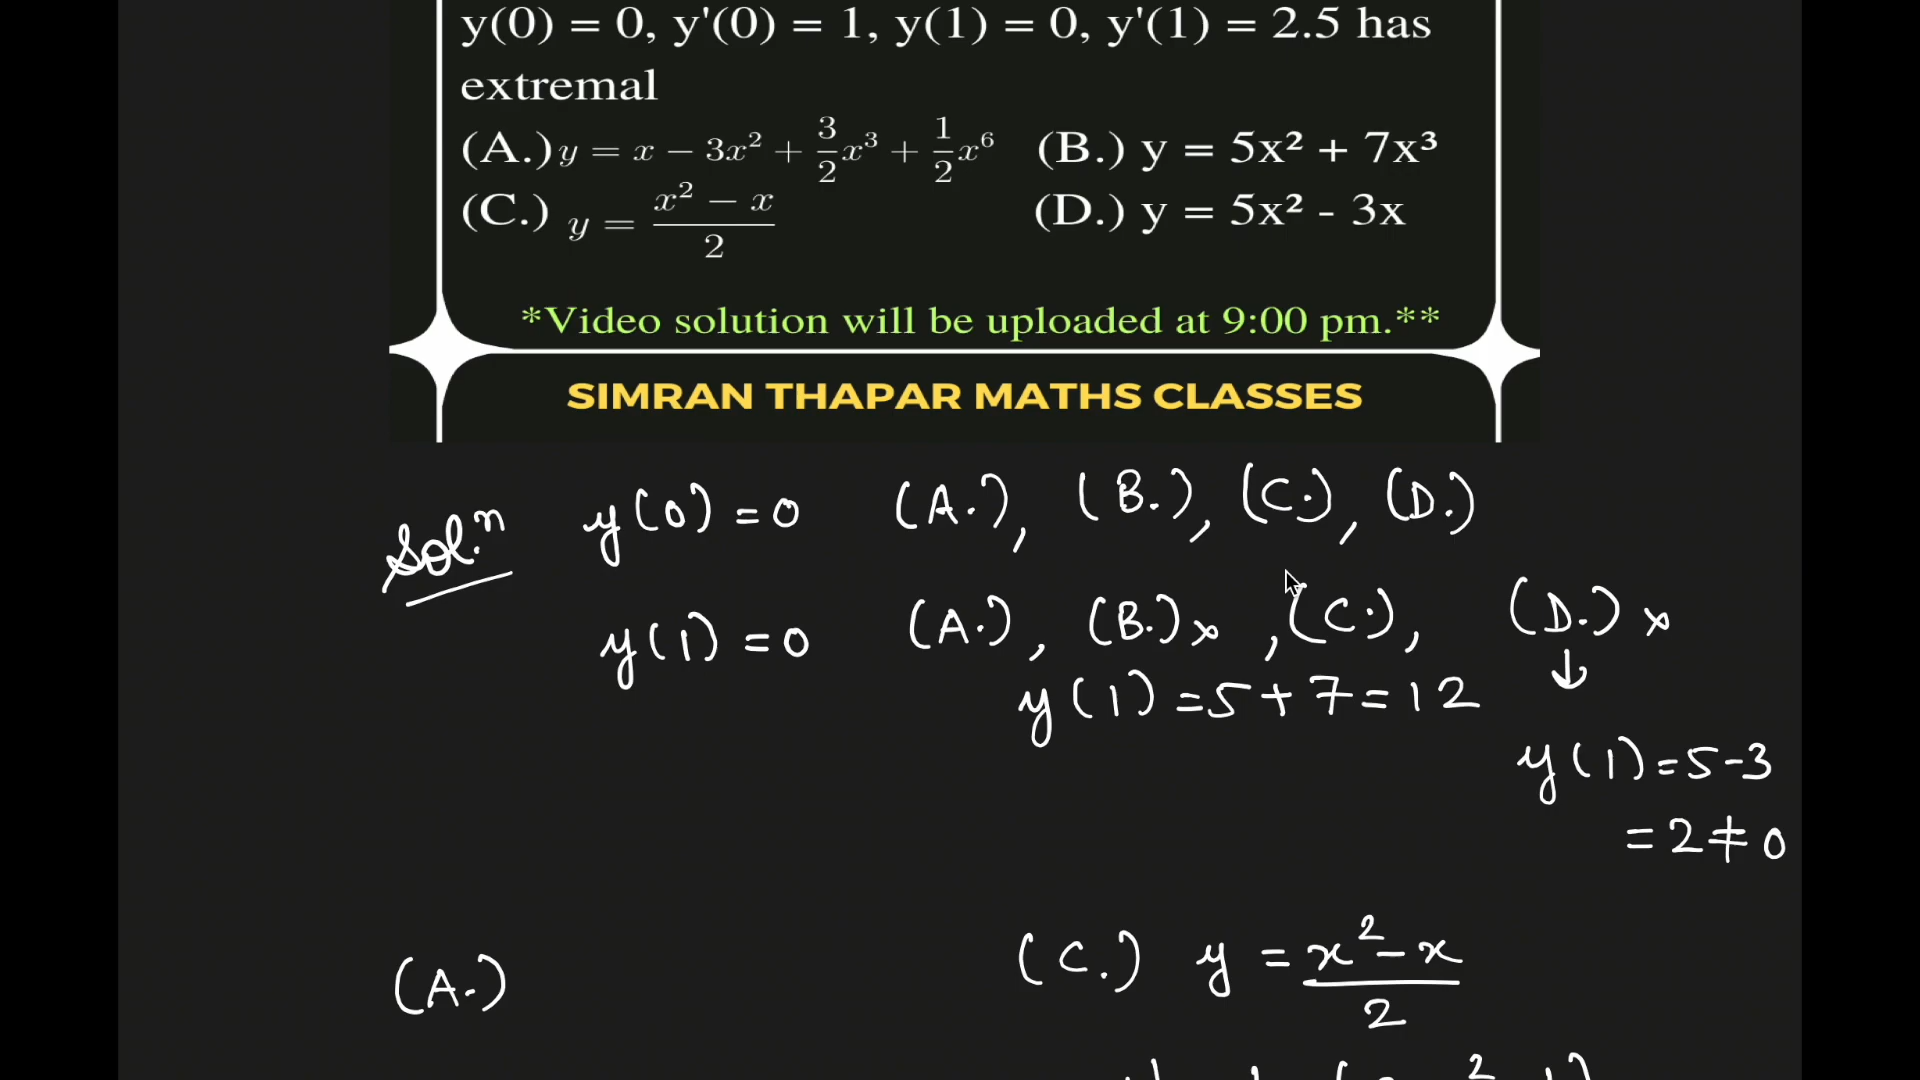 y(0) = 0, y'(0) = 1, y(1) = 0, y'(1) = 2.5 has
extremal
(A.) y = x − 3x² + 3/2 x³ + 1/2 x⁶ (B.) y = 5x² + 7x³
(C.) y = (x² − x)/2 (D.) y = 5x² - 3x
*Video solution will be uploaded at 9:00 pm.**
SIMRAN THAPAR MATHS CLASSES
Sol.ⁿ y(0) = 0 (A.), (B.), (C.), (D.)
y(1) = 0 (A.), (B.)x, (C.), (D.) x
↓
y(1) = 5 + 7 = 12
y(1) = 5 - 3
= 2 ≠ 0
(A.) (C.) y = (x² - x)/2